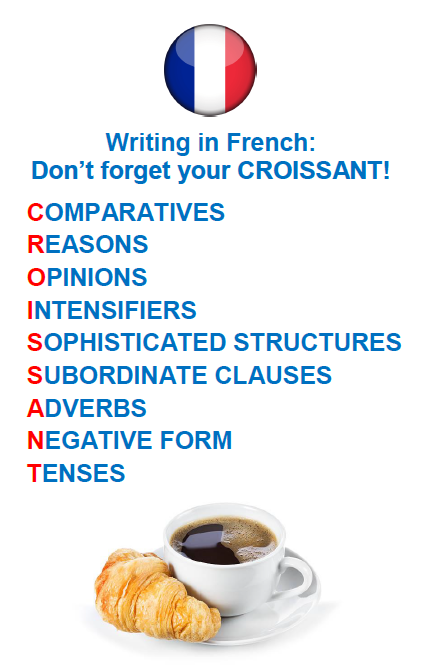 Writing in French:
Don't forget your CROISSANT!
COMPARATIVES
REASONS
OPINIONS
INTENSIFIERS
SOPHISTICATED STRUCTURES
SUBORDINATE CLAUSES
ADVERBS
NEGATIVE FORM
TENSES